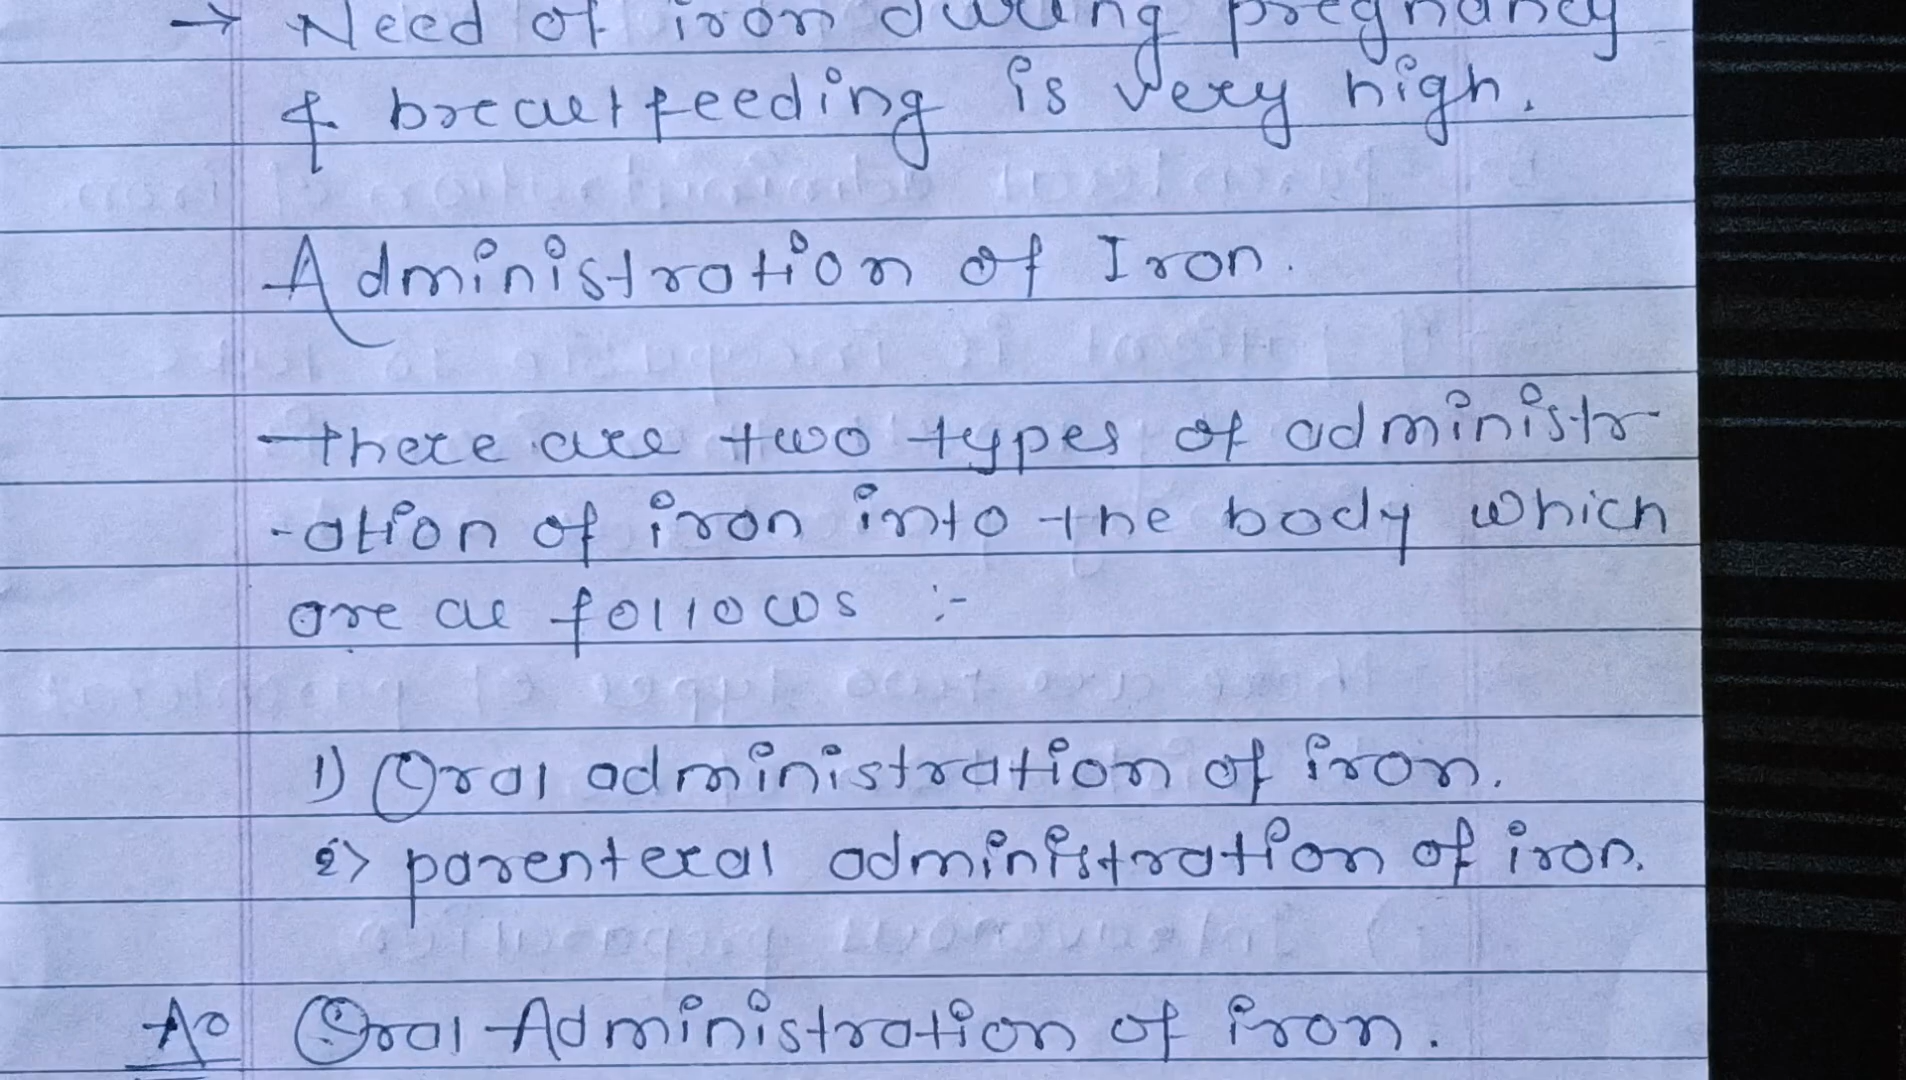 → Need of iron during pregnancy
& breastfeeding is very high.
Administration of Iron.
There are two types of administr-
-ation of iron into the body which
are as follows :-
1) Oral administration of iron.
2) parenteral administration of iron.
A. Oral Administration of iron.